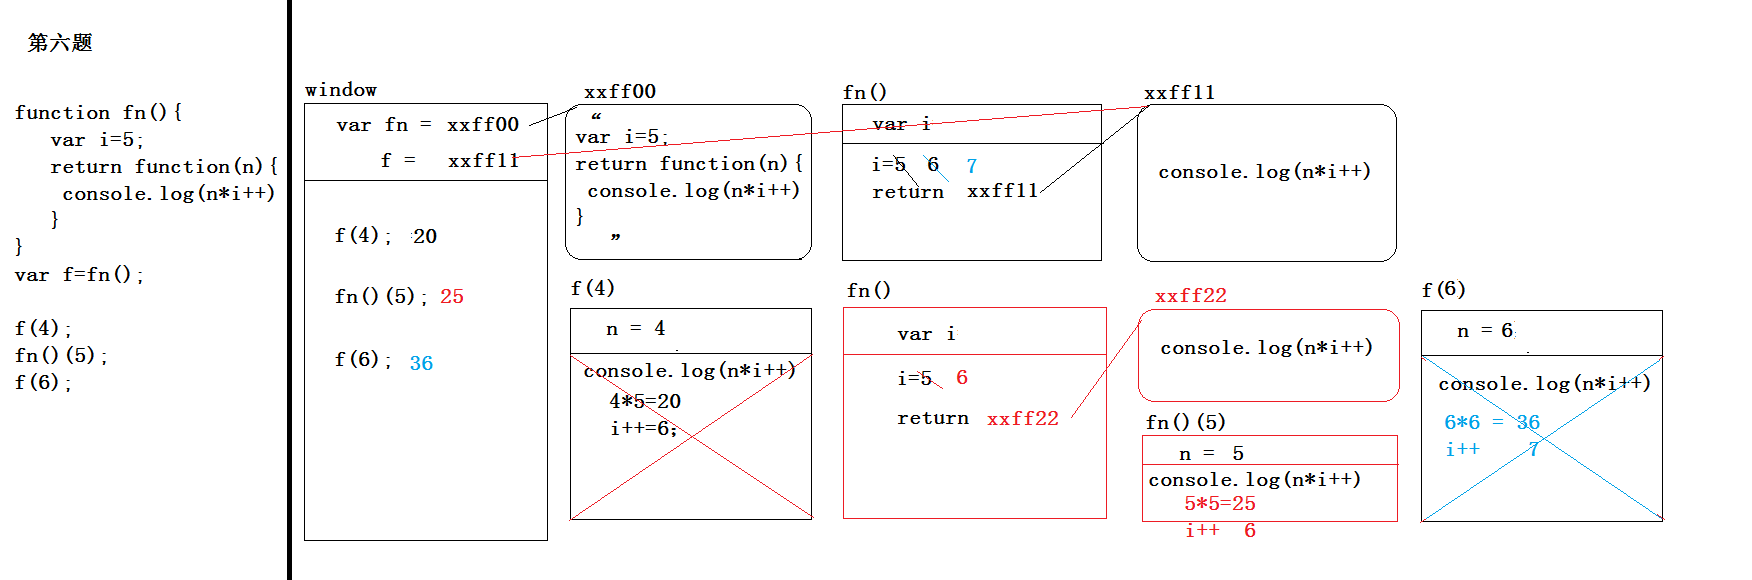 第六题
function fn(){
var i=5;
return function(n){
console.log(n*i++)
}
}
var f=fn();
f(4);
fn()(5);
f(6);
window
var fn = xxff00
f = xxff11
f(4); 20
fn()(5); 25
f(6); 36
xxff00
“
var i=5;
return function(n){
console.log(n*i++)
}
”
fn()
var i
i=5 6 7
return xxff11
xxff11
console.log(n*i++)
f(4)
n = 4
console.log(n*i++)
4*5=20
i++=6;
fn()
var i
i=5 6
return xxff22
xxff22
console.log(n*i++)
fn()(5)
n = 5
console.log(n*i++)
5*5=25
i++ 6
f(6)
n = 6;
console.log(n*i++)
6*6 = 36
i++ 7